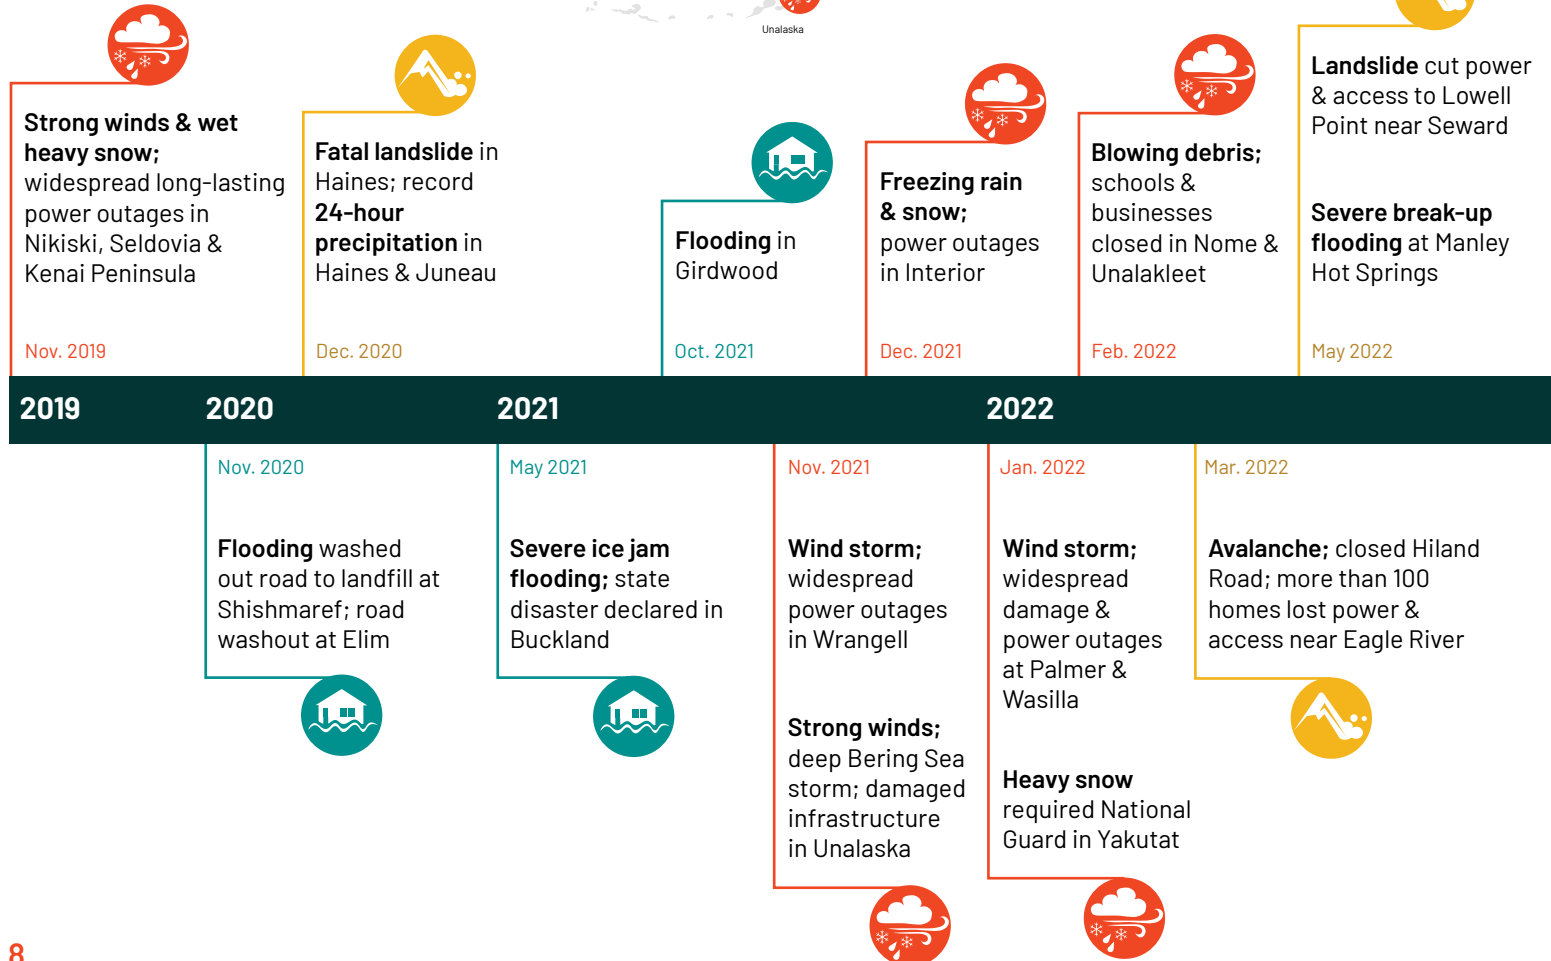 Unalaska
Strong winds & wet
heavy snow;
widespread long-lasting
power outages in
Nikiski, Seldovia &
Kenai Peninsula
Nov. 2019
Fatal landslide in
Haines; record
24-hour
precipitation in
Haines & Juneau
Dec. 2020
Flooding in
Girdwood
Oct. 2021
Freezing rain
& snow;
power outages
in Interior
Dec. 2021
Blowing debris;
schools &
businesses
closed in Nome &
Unalakleet
Feb. 2022
Landslide cut power
& access to Lowell
Point near Seward
Severe break-up
flooding at Manley
Hot Springs
May 2022
2019
2020
2021
2022
Nov. 2020
Flooding washed
out road to landfill at
Shishmaref; road
washout at Elim
May 2021
Severe ice jam
flooding; state
disaster declared in
Buckland
Nov. 2021
Wind storm;
widespread
power outages
in Wrangell
Strong winds;
deep Bering Sea
storm; damaged
infrastructure
in Unalaska
Jan. 2022
Wind storm;
widespread
damage &
power outages
at Palmer &
Wasilla
Heavy snow
required National
Guard in Yakutat
Mar. 2022
Avalanche; closed Hiland
Road; more than 100
homes lost power &
access near Eagle River
8